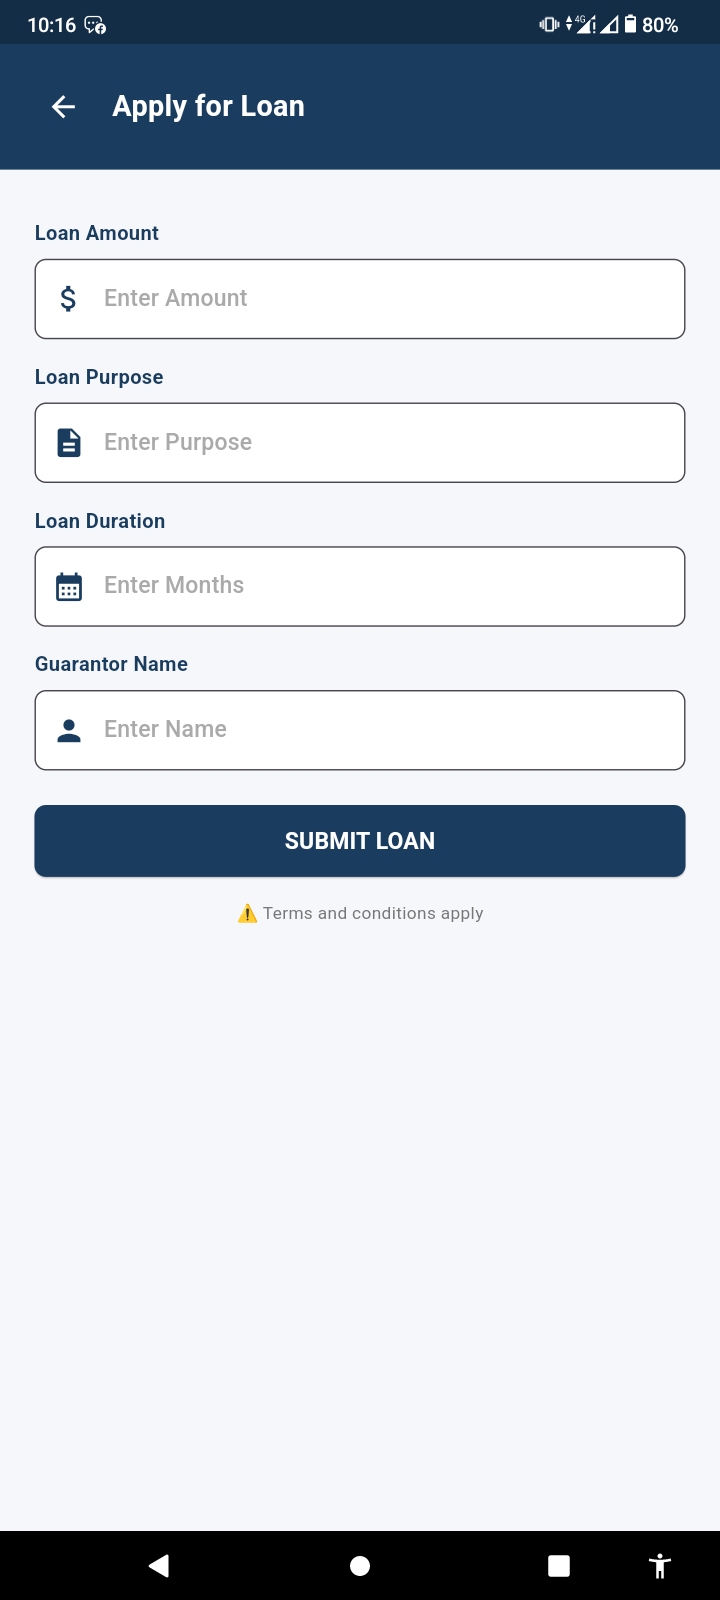 10:16 4G 80%
Apply for Loan
Loan Amount
$ Enter Amount
Loan Purpose
Enter Purpose
Loan Duration
Enter Months
Guarantor Name
Enter Name
SUBMIT LOAN
⚠️ Terms and conditions apply